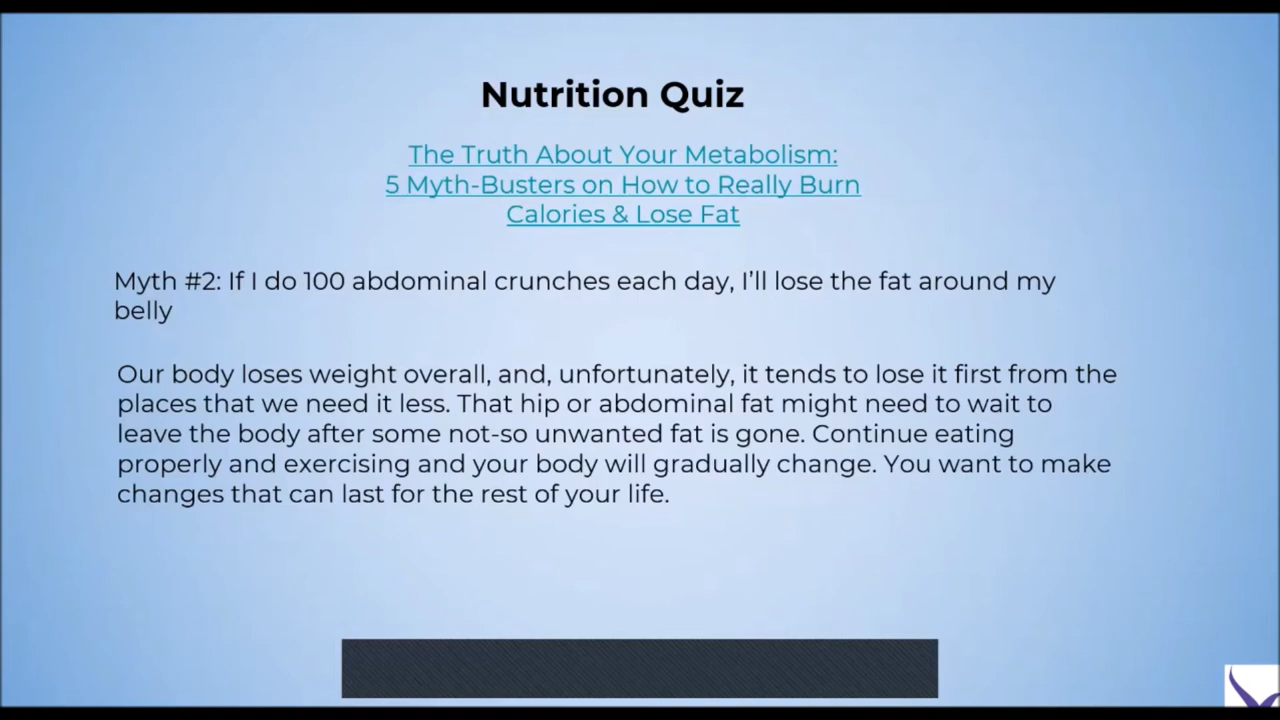 Nutrition Quiz
The Truth About Your Metabolism:
5 Myth-Busters on How to Really Burn
Calories & Lose Fat
Myth #2: If I do 100 abdominal crunches each day, I’ll lose the fat around my
belly
Our body loses weight overall, and, unfortunately, it tends to lose it first from the
places that we need it less. That hip or abdominal fat might need to wait to
leave the body after some not-so unwanted fat is gone. Continue eating
properly and exercising and your body will gradually change. You want to make
changes that can last for the rest of your life.